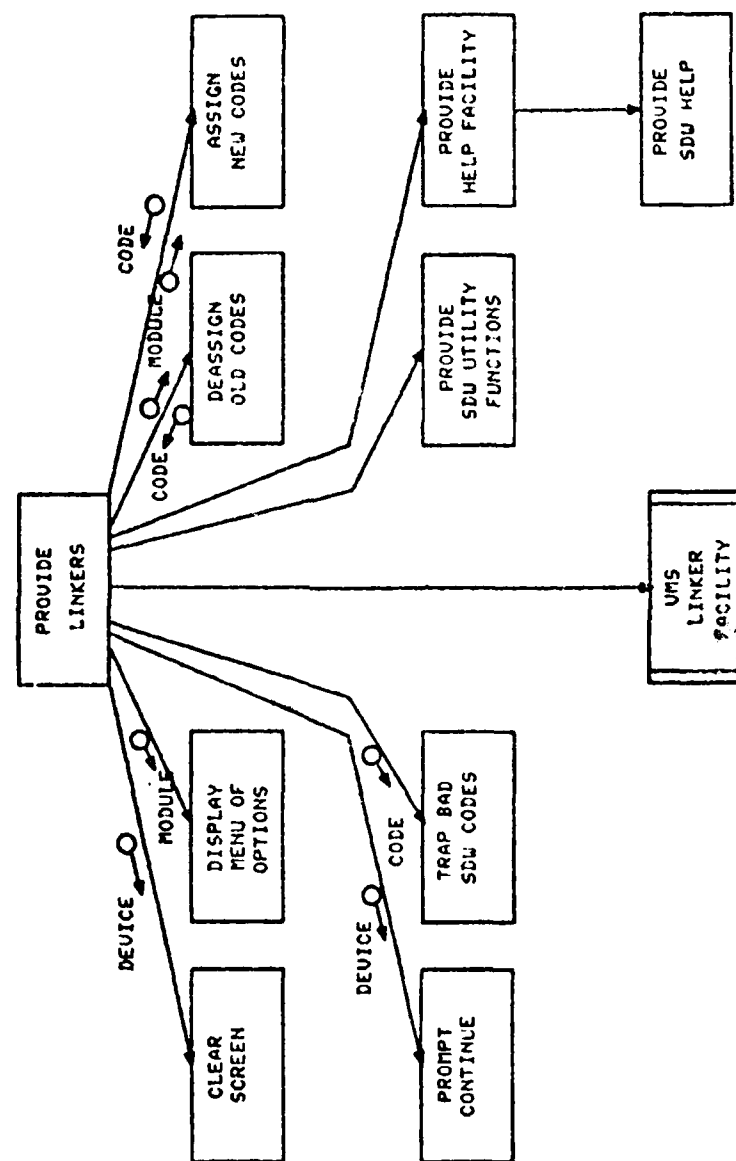 PROVIDE
LINKERS
DEVICE
MODULE
CODE
MODULE
CODE
CLEAR
SCREEN
DISPLAY
MENU OF
OPTIONS
DEASSIGN
OLD CODES
ASSIGN
NEW CODES
DEVICE
CODE
PROMPT
CONTINUE
TRAP BAD
SDW CODES
PROVIDE
SDW UTILITY
FUNCTIONS
PROVIDE
HELP FACILITY
VMS
LINKER
FACILITY
PROVIDE
SDW HELP